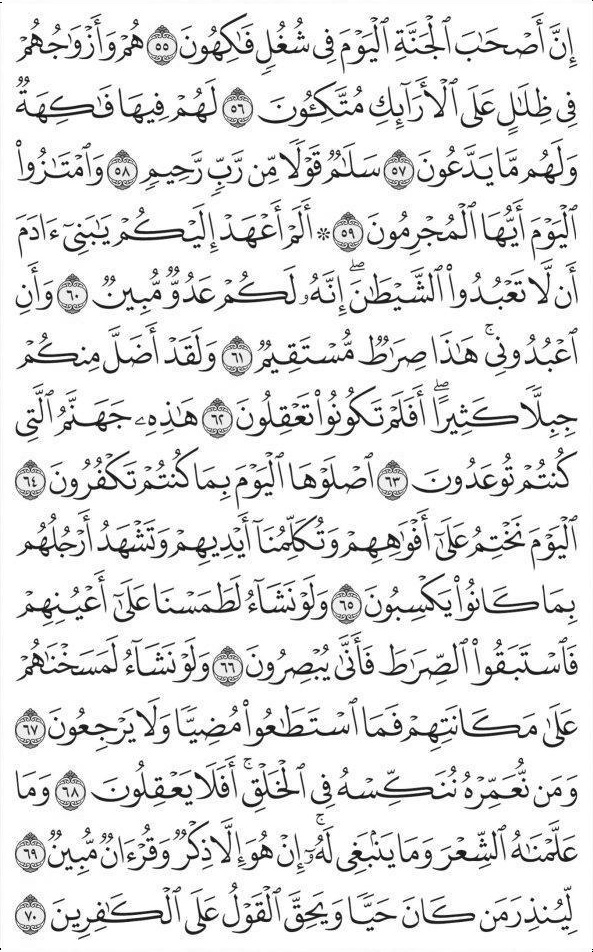 إِنَّ أَصْحَٰبَ ٱلْجَنَّةِ ٱلْيَوْمَ فِى شُغُلٍ فَٰكِهُونَ ٥٥ هُمْ وَأَزْوَٰجُهُمْ
فِى ظِلَٰلٍ عَلَى ٱلْأَرَآئِكِ مُتَّكِـُٔونَ ٥٦ لَهُمْ فِيهَا فَٰكِهَةٌ
وَلَهُم مَّا يَدَّعُونَ ٥٧ سَلَٰمٌ قَوْلًا مِّن رَّبٍّ رَّحِيمٍ ٥٨ وَٱمْتَٰزُوا۟
ٱلْيَوْمَ أَيُّهَا ٱلْمُجْرِمُونَ ٥٩ ۞ أَلَمْ أَعْهَدْ إِلَيْكُمْ يَٰبَنِىٓ ءَادَمَ
أَن لَّا تَعْبُدُوا۟ ٱلشَّيْطَٰنَ ۖ إِنَّهُۥ لَكُمْ عَدُوٌّ مُّبِينٌ ٦٠ وَأَنِ
ٱعْبُدُونِى ۚ هَٰذَا صِرَٰطٌ مُّسْتَقِيمٌ ٦١ وَلَقَدْ أَضَلَّ مِنكُمْ
جِبِلًّا كَثِيرًا ۖ أَفَلَمْ تَكُونُوا۟ تَعْقِلُونَ ٦٢ هَٰذِهِۦ جَهَنَّمُ ٱلَّتِى
كُنتُمْ تُوعَدُونَ ٦٣ ٱصْلَوْهَا ٱلْيَوْمَ بِمَا كُنتُمْ تَكْفُرُونَ ٦٤
ٱلْيَوْمَ نَخْتِمُ عَلَىٰٓ أَفْوَٰهِهِمْ وَتُكَلِّمُنَآ أَيْدِيهِمْ وَتَشْهَدُ أَرْجُلُهُم
بِمَا كَانُوا۟ يَكْسِبُونَ ٦٥ وَلَوْ نَشَآءُ لَطَمَسْنَا عَلَىٰٓ أَعْيُنِهِمْ
فَٱسْتَبَقُوا۟ ٱلصِّرَٰطَ فَأَنَّىٰ يُبْصِرُونَ ٦٦ وَلَوْ نَشَآءُ لَمَسَخْنَٰهُمْ
عَلَىٰ مَكَانَتِهِمْ فَمَا ٱسْتَطَٰعُوا۟ مُضِيًّا وَلَا يَرْجِعُونَ ٦٧
وَمَن نُّعَمِّرْهُ نُنَكِّسْهُ فِى ٱلْخَلْقِ ۖ أَفَلَا يَعْقِلُونَ ٦٨ وَمَا
عَلَّمْنَٰهُ ٱلشِّعْرَ وَمَا يَنۢبَغِى لَهُۥٓ ۚ إِنْ هُوَ إِلَّا ذِكْرٌ وَقُرْءَانٌ مُّبِينٌ ٦٩
لِّيُنذِرَ مَن كَانَ حَيًّا وَيَحِقَّ ٱلْقَوْلُ عَلَى ٱلْكَٰفِرِينَ ٧٠